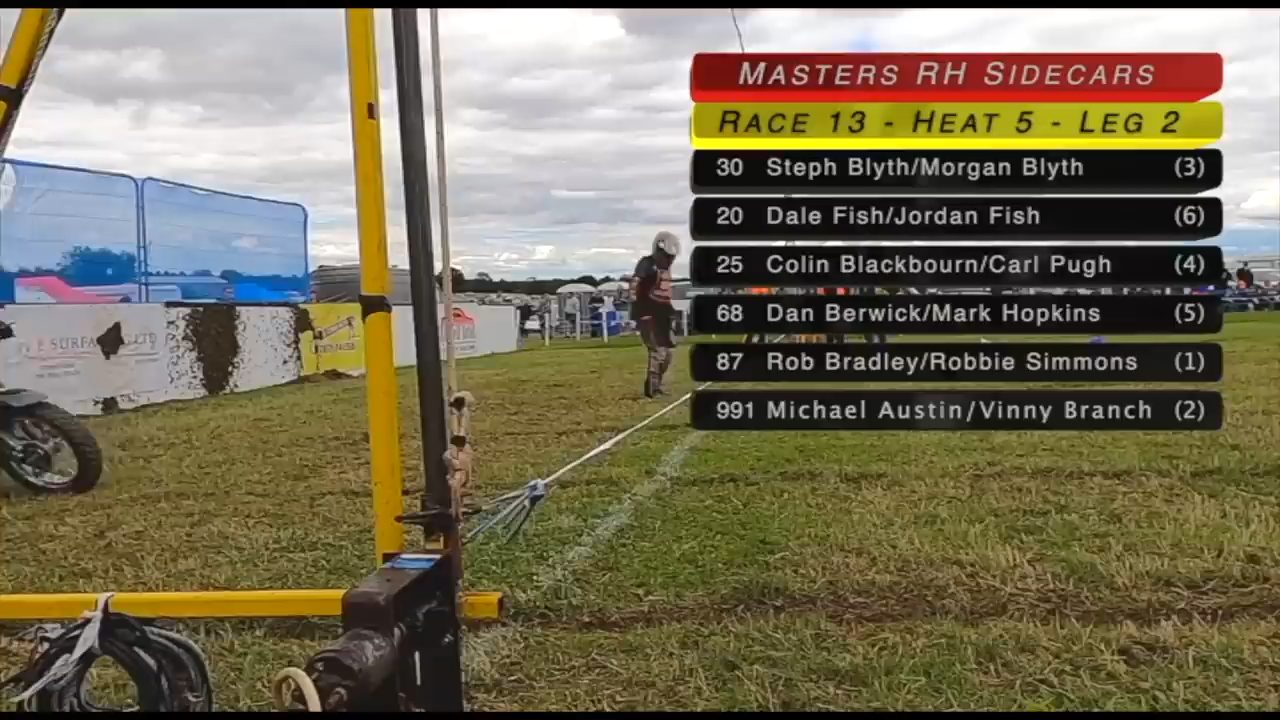 MASTERS RH SIDECARS
RACE 13 - HEAT 5 - LEG 2
30 Steph Blyth/Morgan Blyth (3)
20 Dale Fish/Jordan Fish (6)
25 Colin Blackbourn/Carl Pugh (4)
68 Dan Berwick/Mark Hopkins (5)
87 Rob Bradley/Robbie Simmons (1)
991 Michael Austin/Vinny Branch (2)